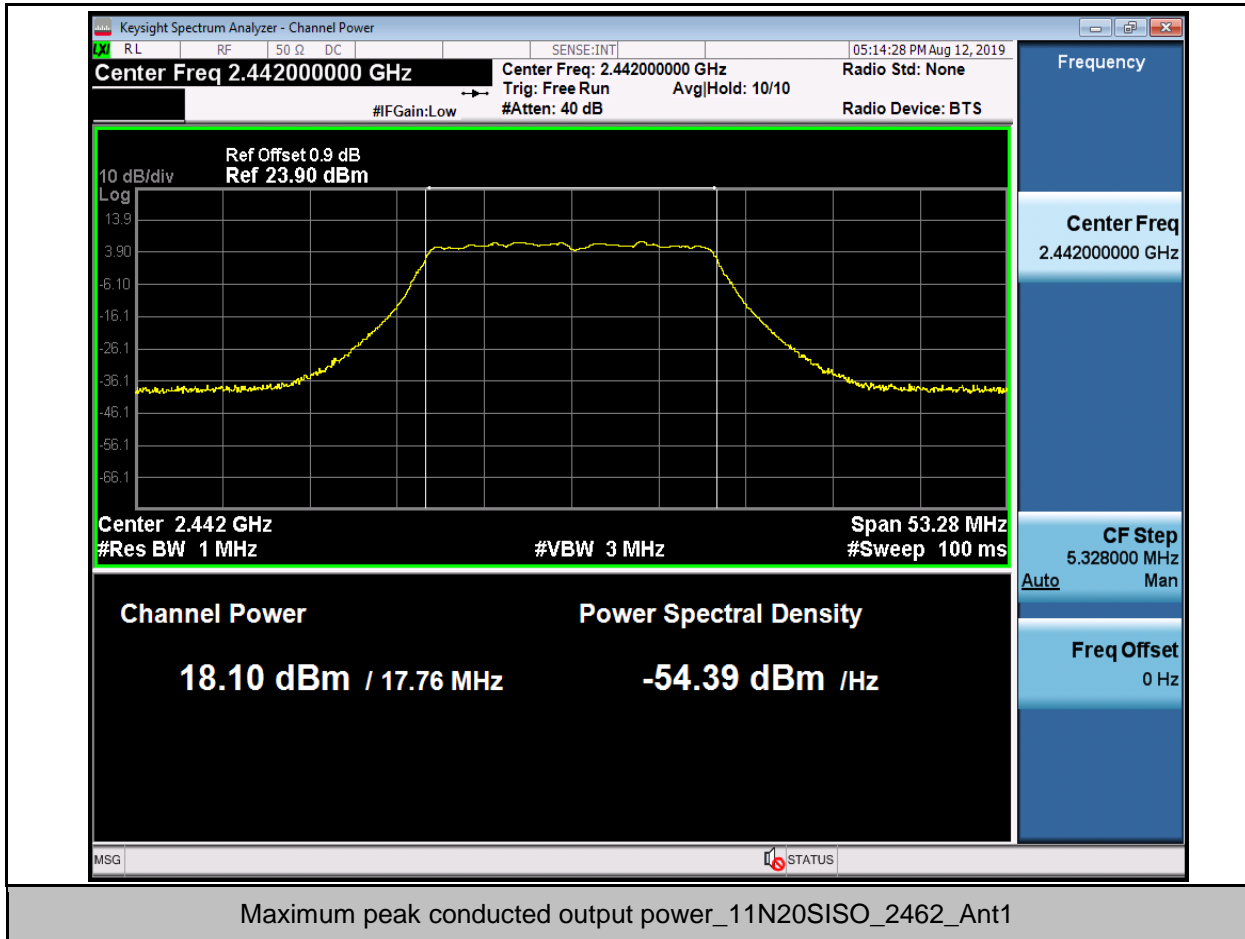 Keysight Spectrum Analyzer - Channel Power
LXI RL RF 50 Ω DC SENSE:INT 05:14:28 PM Aug 12, 2019
Center Freq 2.442000000 GHz
Center Freq: 2.442000000 GHz
Radio Std: None
Trig: Free Run Avg|Hold: 10/10
#IFGain:Low
#Atten: 40 dB
Radio Device: BTS
Ref Offset 0.9 dB
10 dB/div Ref 23.90 dBm
Log
13.9
3.90
-6.10
-16.1
-26.1
-36.1
-46.1
-56.1
-66.1
Center 2.442 GHz Span 53.28 MHz
#Res BW 1 MHz #VBW 3 MHz #Sweep 100 ms
Channel Power Power Spectral Density
18.10 dBm / 17.76 MHz -54.39 dBm /Hz
Frequency
Center Freq
2.442000000 GHz
CF Step
5.328000 MHz
Auto Man
Freq Offset
0 Hz
MSG STATUS
Maximum peak conducted output power_11N20SISO_2462_Ant1